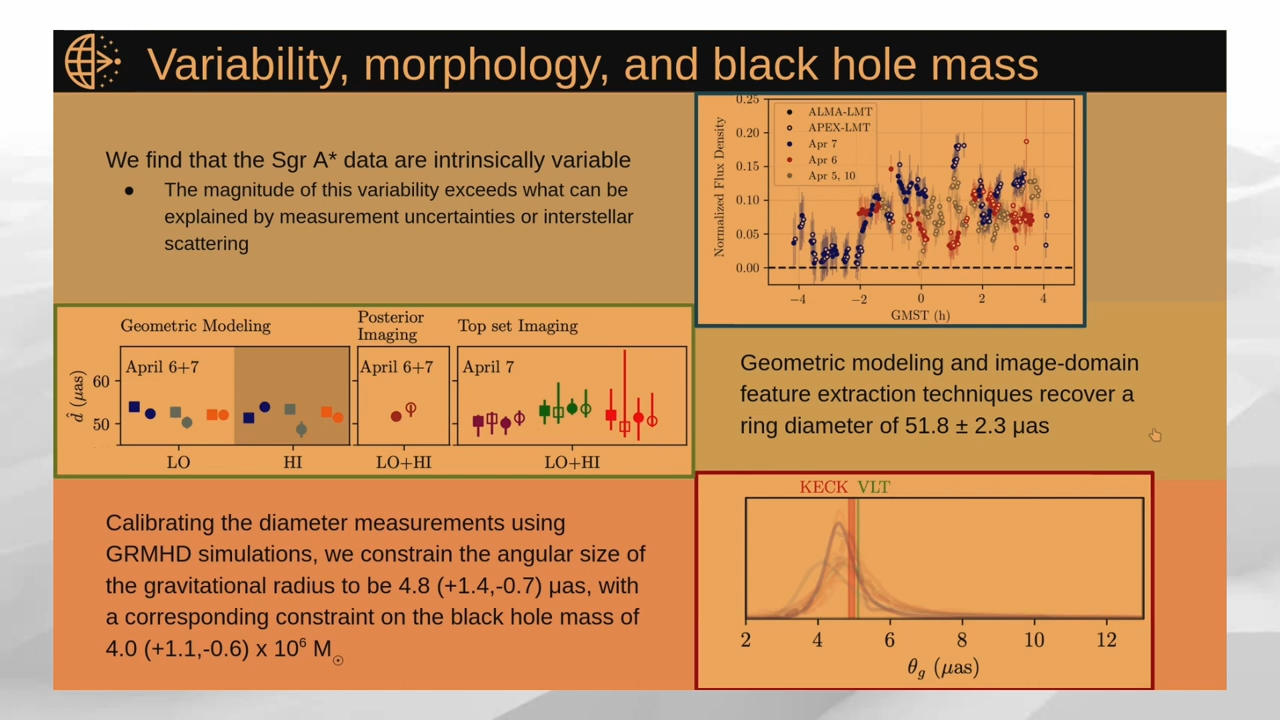 Variability, morphology, and black hole mass
We find that the Sgr A* data are intrinsically variable
● The magnitude of this variability exceeds what can be
explained by measurement uncertainties or interstellar
scattering
0.25
0.20
0.15
0.10
0.05
0.00
Normalized Flux Density
ALMA-LMT
APEX-LMT
Apr 7
Apr 6
Apr 5, 10
−4 −2 0 2 4
GMST (h)
Geometric Modeling
Posterior
Imaging
Top set Imaging
April 6+7
April 6+7
April 7
60
50
d̂ (μas)
LO HI LO+HI LO+HI
Geometric modeling and image-domain
feature extraction techniques recover a
ring diameter of 51.8 ± 2.3 μas
Calibrating the diameter measurements using
GRMHD simulations, we constrain the angular size of
the gravitational radius to be 4.8 (+1.4,-0.7) μas, with
a corresponding constraint on the black hole mass of
4.0 (+1.1,-0.6) x 10⁶ M☉
KECK VLT
2 4 6 8 10 12
θg (μas)